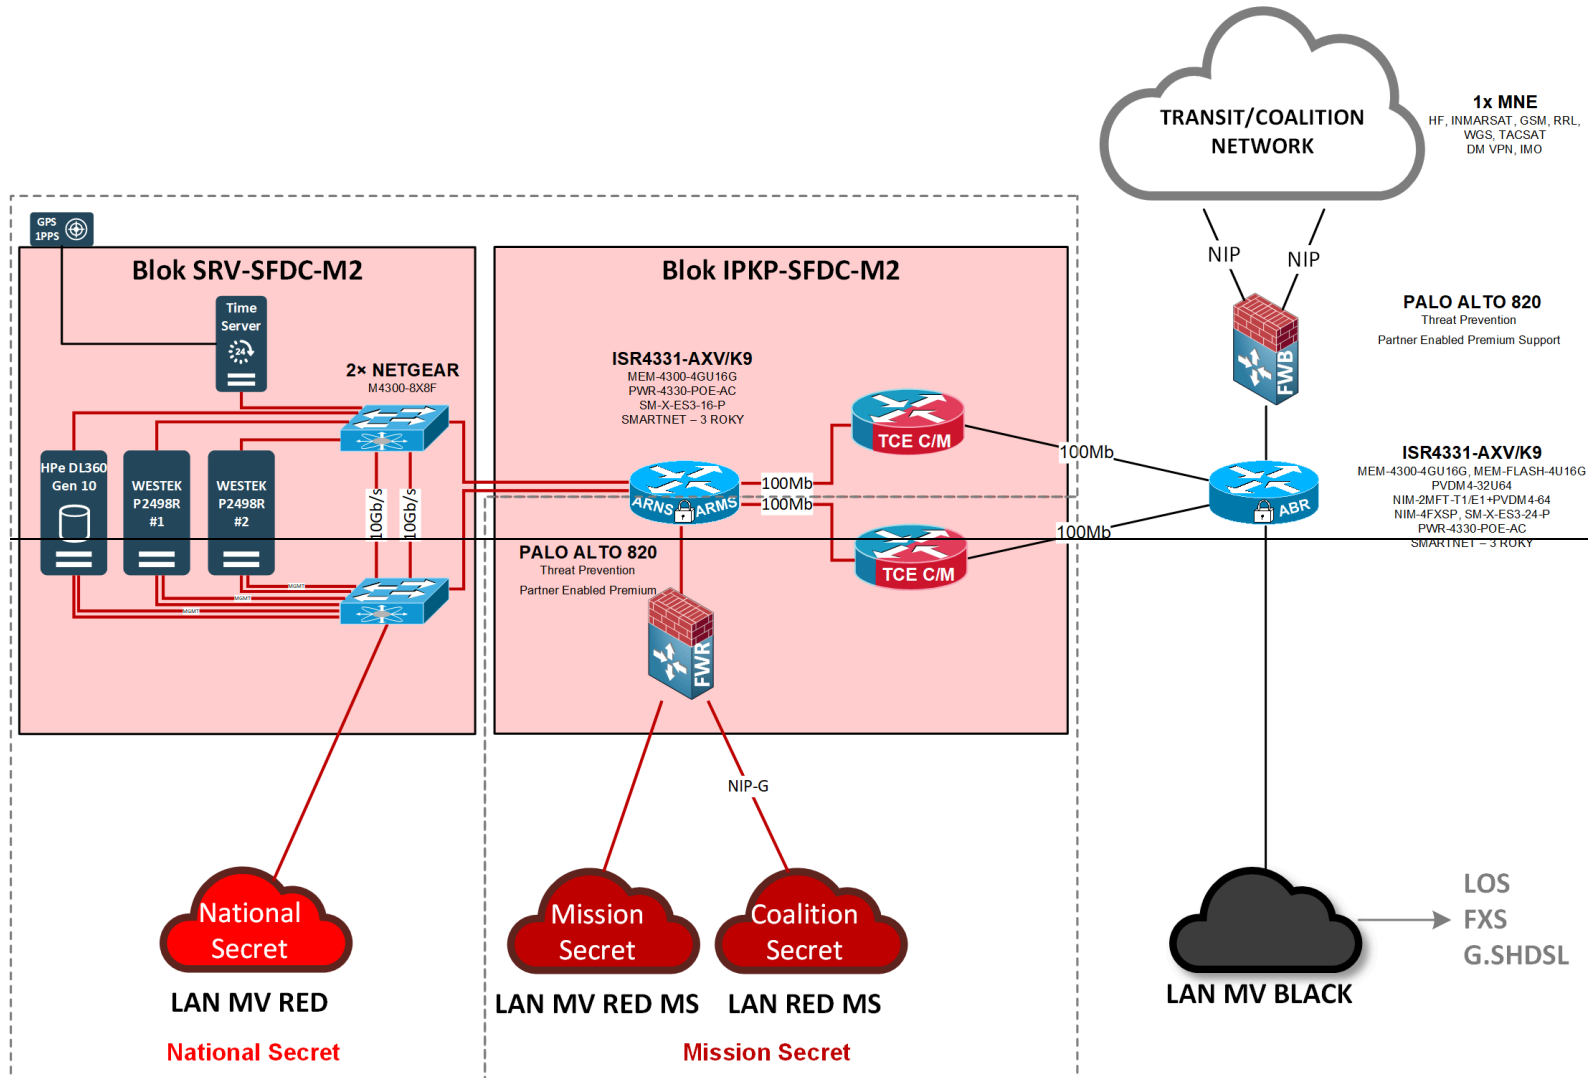 TRANSIT/COALITION
NETWORK
1x MNE
HF, INMARSAT, GSM, RRL,
WGS, TACSAT
DM VPN, IMO
NIP
NIP
PALO ALTO 820
Threat Prevention
Partner Enabled Premium Support
FWB
GPS
1PPS
Blok SRV-SFDC-M2
Time
Server
24
2× NETGEAR
M4300-8X8F
HPe DL360
Gen 10
WESTEK
P2498R
#1
WESTEK
P2498R
#2
10Gb/s
10Gb/s
MGMT
MGMT
MGMT
Blok IPKP-SFDC-M2
ISR4331-AXV/K9
MEM-4300-4GU16G
PWR-4330-POE-AC
SM-X-ES3-16-P
SMARTNET – 3 ROKY
ARNS
ARMS
100Mb
100Mb
TCE C/M
TCE C/M
100Mb
100Mb
PALO ALTO 820
Threat Prevention
Partner Enabled Premium
FWR
ISR4331-AXV/K9
MEM-4300-4GU16G, MEM-FLASH-4U16G
PVDM4-32U64
NIM-2MFT-T1/E1+PVDM4-64
NIM-4FXSP, SM-X-ES3-24-P
PWR-4330-POE-AC
SMARTNET – 3 ROKY
ABR
NIP-G
National
Secret
LAN MV RED
National Secret
Mission
Secret
LAN MV RED MS
Coalition
Secret
LAN RED MS
Mission Secret
LAN MV BLACK
LOS
FXS
G.SHDSL